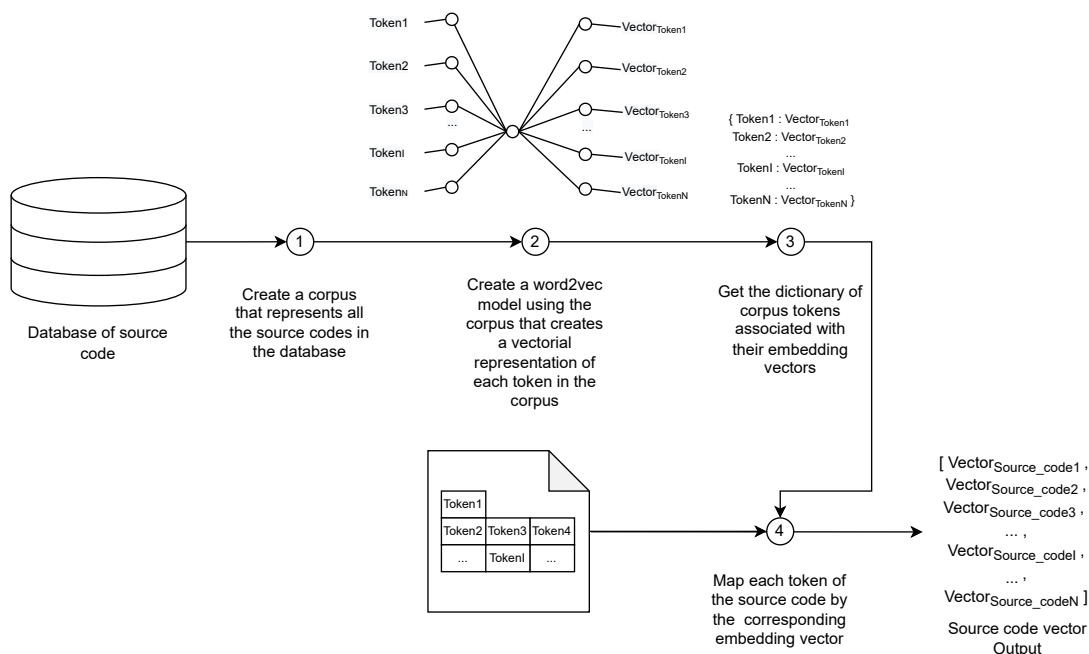 Token1
Token2
Token3
...
TokenI
TokenN
VectorToken1
VectorToken2
VectorToken3
...
VectorTokenI
VectorTokenN
{ Token1 : VectorToken1
Token2 : VectorToken2
...
TokenI : VectorTokenI
...
TokenN : VectorTokenN }
1
2
3
Database of source
code
Create a corpus
that represents all
the source codes in
the database
Create a word2vec
model using the
corpus that creates
a vectorial
representation of
each token in the
corpus
Get the dictionary of
corpus tokens
associated with
their embedding
vectors
Token1
Token2 Token3 Token4
... TokenI ...
4
Map each token of
the source code by
the corresponding
embedding vector
[ VectorSource_code1 ,
VectorSource_code2 ,
VectorSource_code3 ,
... ,
VectorSource_codeI ,
... ,
VectorSource_codeN ]
Source code vector
Output